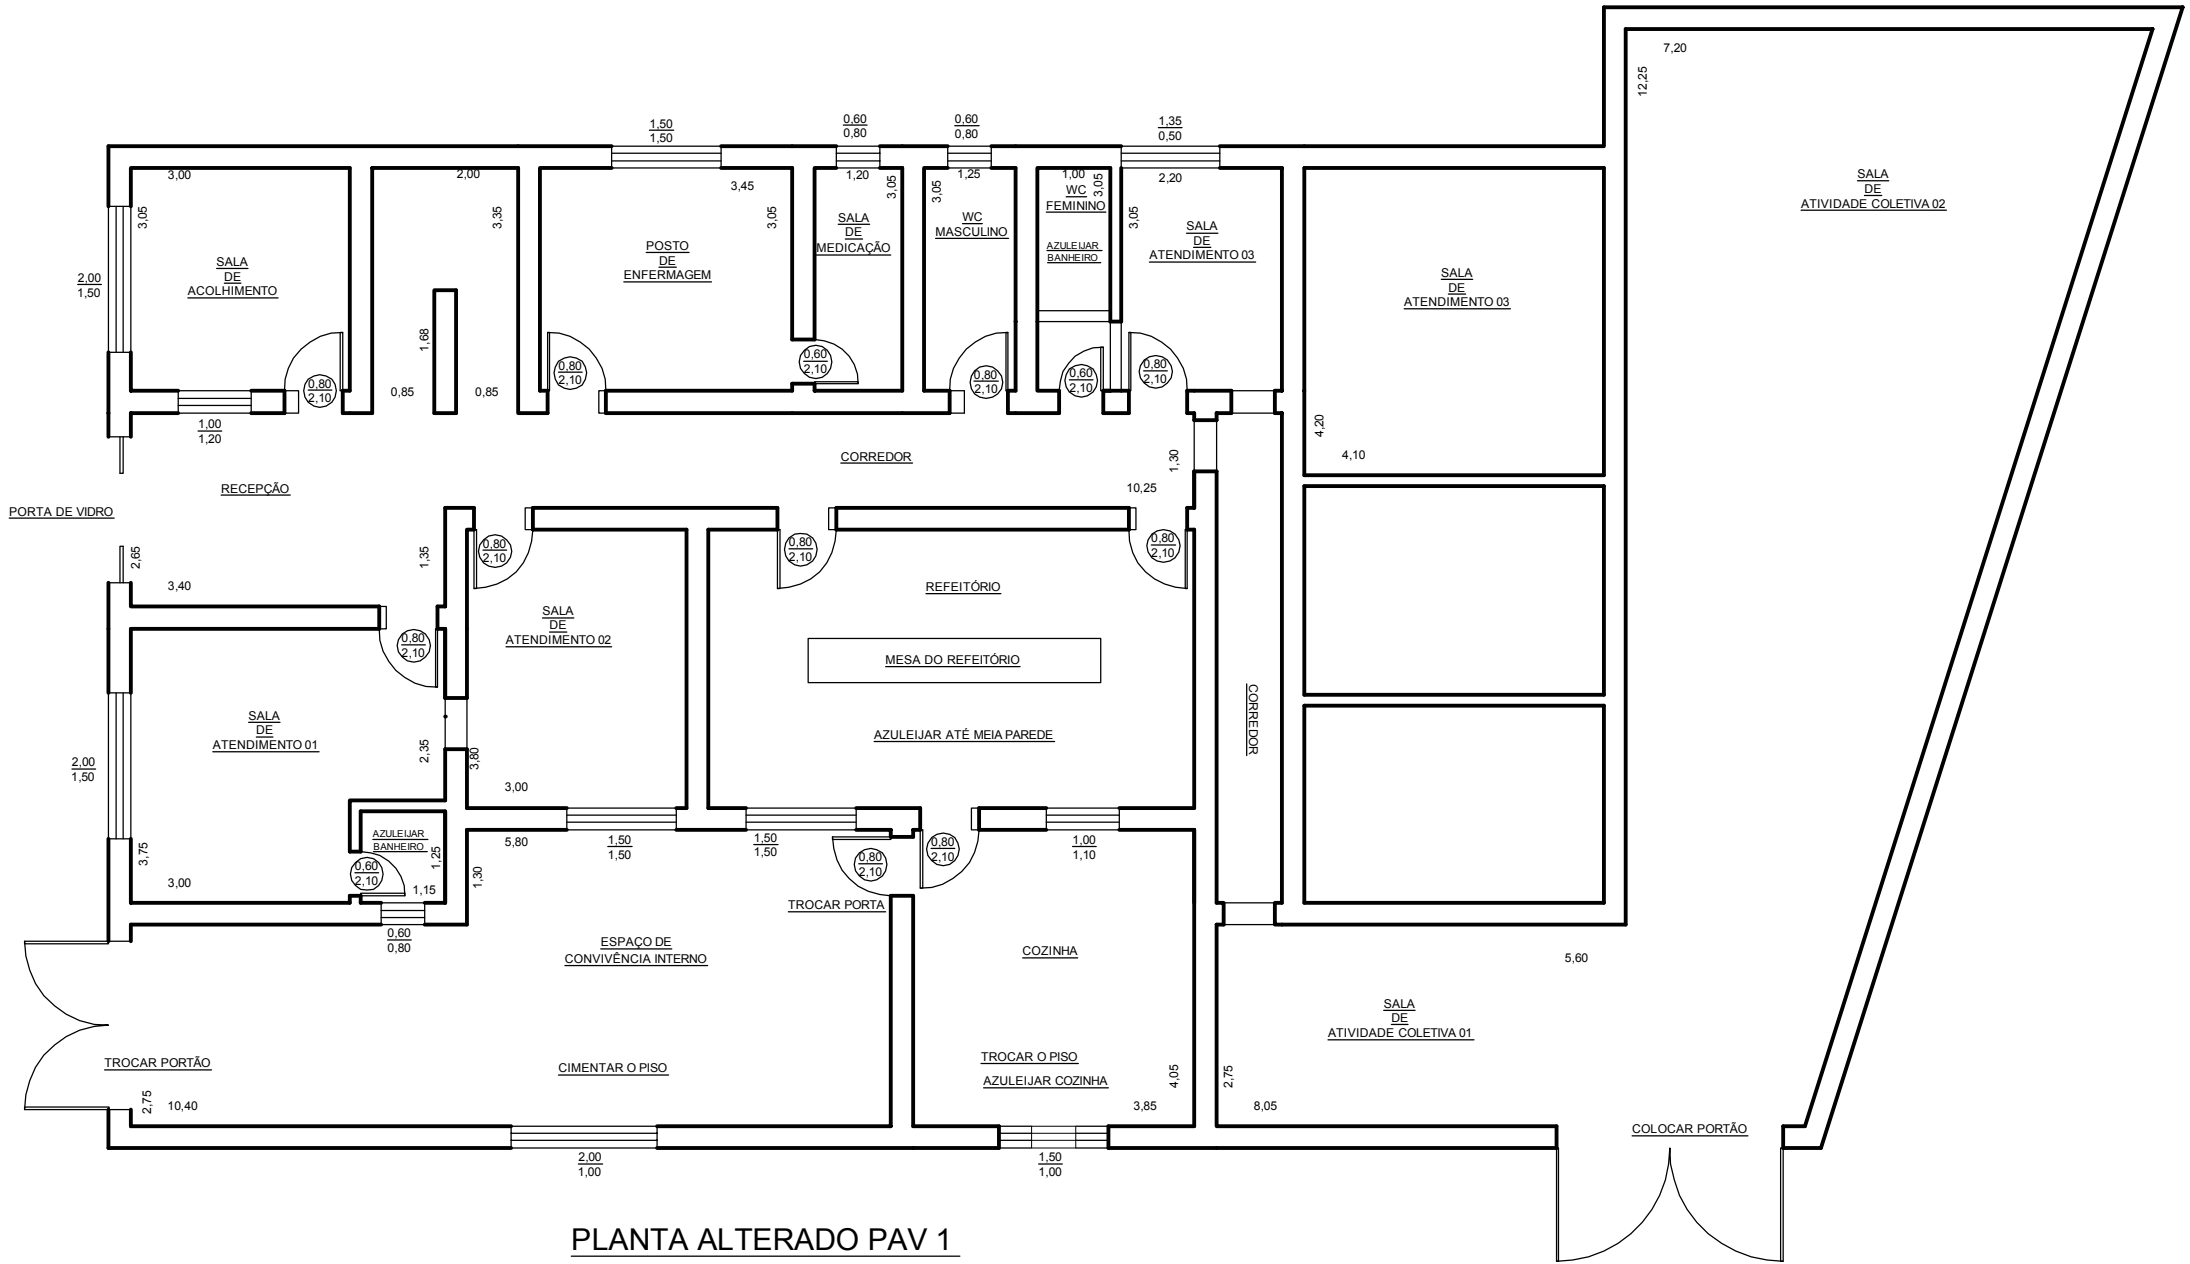 7,20
12,25
SALA
DE
ATIVIDADE COLETIVA 02
1,50
1,50
0,60
0,80
0,60
0,80
1,35
0,50
3,00
3,05
SALA
DE
ACOLHIMENTO
2,00
1,50
0,80
2,10
1,00
1,20
2,00
3,35
1,68
0,85
0,85
3,45
3,05
POSTO
DE
ENFERMAGEM
0,80
2,10
1,20
3,05
SALA
DE
MEDICAÇÃO
0,60
2,10
1,25
3,05
WC
MASCULINO
0,80
2,10
1,00
3,05
WC
FEMININO
AZULEIJAR
BANHEIRO
0,60
2,10
2,20
3,05
SALA
DE
ATENDIMENTO 03
0,80
2,10
SALA
DE
ATENDIMENTO 03
4,20
4,10
CORREDOR
1,30
10,25
RECEPÇÃO
PORTA DE VIDRO
2,65
3,40
1,35
0,80
2,10
0,80
2,10
0,80
2,10
0,80
2,10
SALA
DE
ATENDIMENTO 02
3,80
3,00
REFEITÓRIO
MESA DO REFEITÓRIO
AZULEIJAR ATÉ MEIA PAREDE
CORREDOR
SALA
DE
ATENDIMENTO 01
2,35
2,00
1,50
3,75
3,00
AZULEIJAR
BANHEIRO
1,25
0,60
2,10
1,15
0,60
0,80
5,80
1,30
1,50
1,50
1,50
1,50
0,80
2,10
0,80
2,10
1,00
1,10
TROCAR PORTA
ESPAÇO DE
CONVIVÊNCIA INTERNO
COZINHA
5,60
SALA
DE
ATIVIDADE COLETIVA 01
TROCAR PORTÃO
CIMENTAR O PISO
TROCAR O PISO
AZULEIJAR COZINHA
4,05
3,85
2,75
10,40
2,75
8,05
COLOCAR PORTÃO
2,00
1,00
1,50
1,00
PLANTA ALTERADO PAV 1